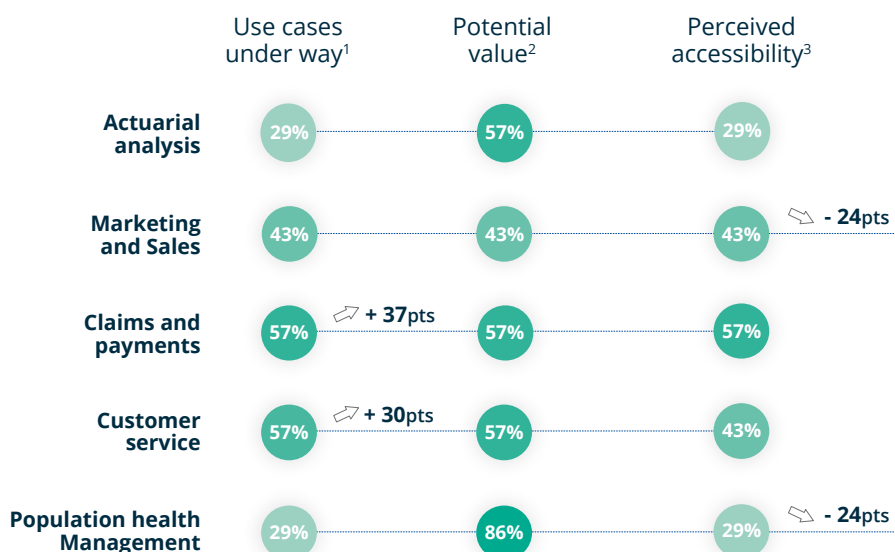 Use cases
under way¹
Potential
value²
Perceived
accessibility³
Actuarial
analysis
29%
57%
29%
Marketing
and Sales
43%
43%
43%
- 24pts
Claims and
payments
57%
+ 37pts
57%
57%
Customer
service
57%
+ 30pts
57%
43%
Population health
Management
29%
86%
29%
- 24pts